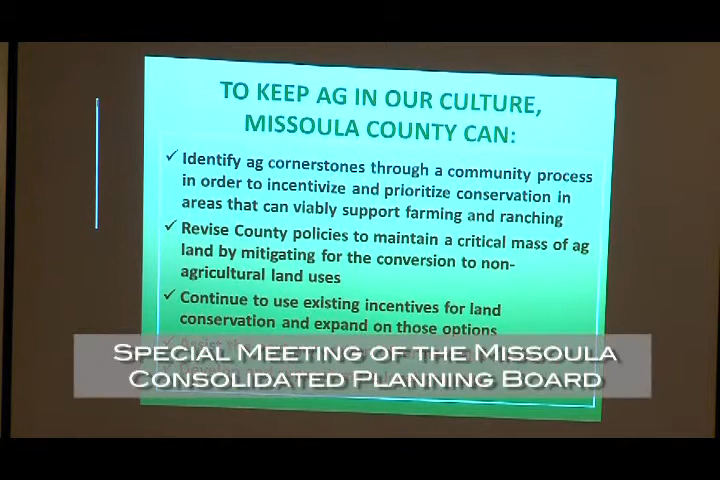 TO KEEP AG IN OUR CULTURE,
MISSOULA COUNTY CAN:
✓ Identify ag cornerstones through a community process
in order to incentivize and prioritize conservation in
areas that can viably support farming and ranching
✓ Revise County policies to maintain a critical mass of ag
land by mitigating for the conversion to non-
agricultural land uses
✓ Continue to use existing incentives for land
conservation and expand on those options
✓ Assist
SPECIAL MEETING OF THE MISSOULA
CONSOLIDATED PLANNING BOARD
✓ Develop